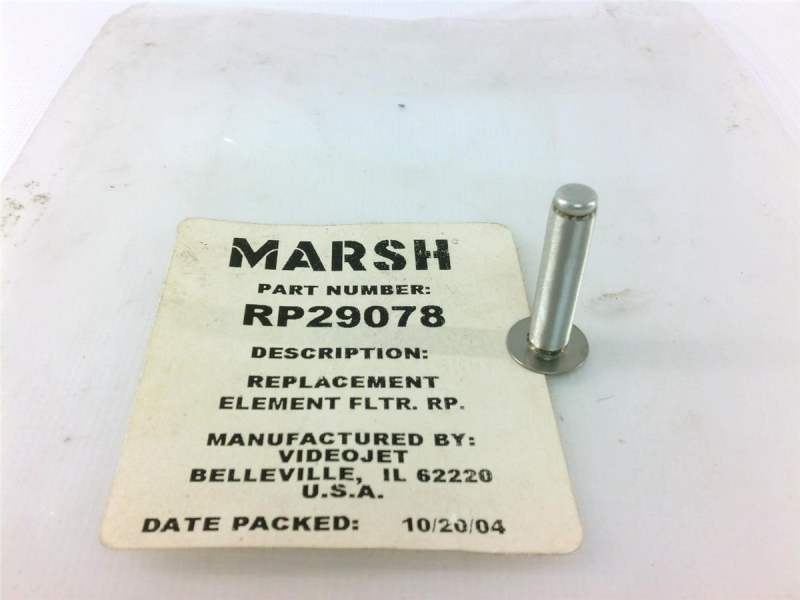 MARSH
PART NUMBER:
RP29078
DESCRIPTION:
REPLACEMENT
ELEMENT FLTR. RP.
MANUFACTURED BY:
VIDEOJET
BELLEVILLE, IL 62220
U.S.A.
DATE PACKED: 10/20/04